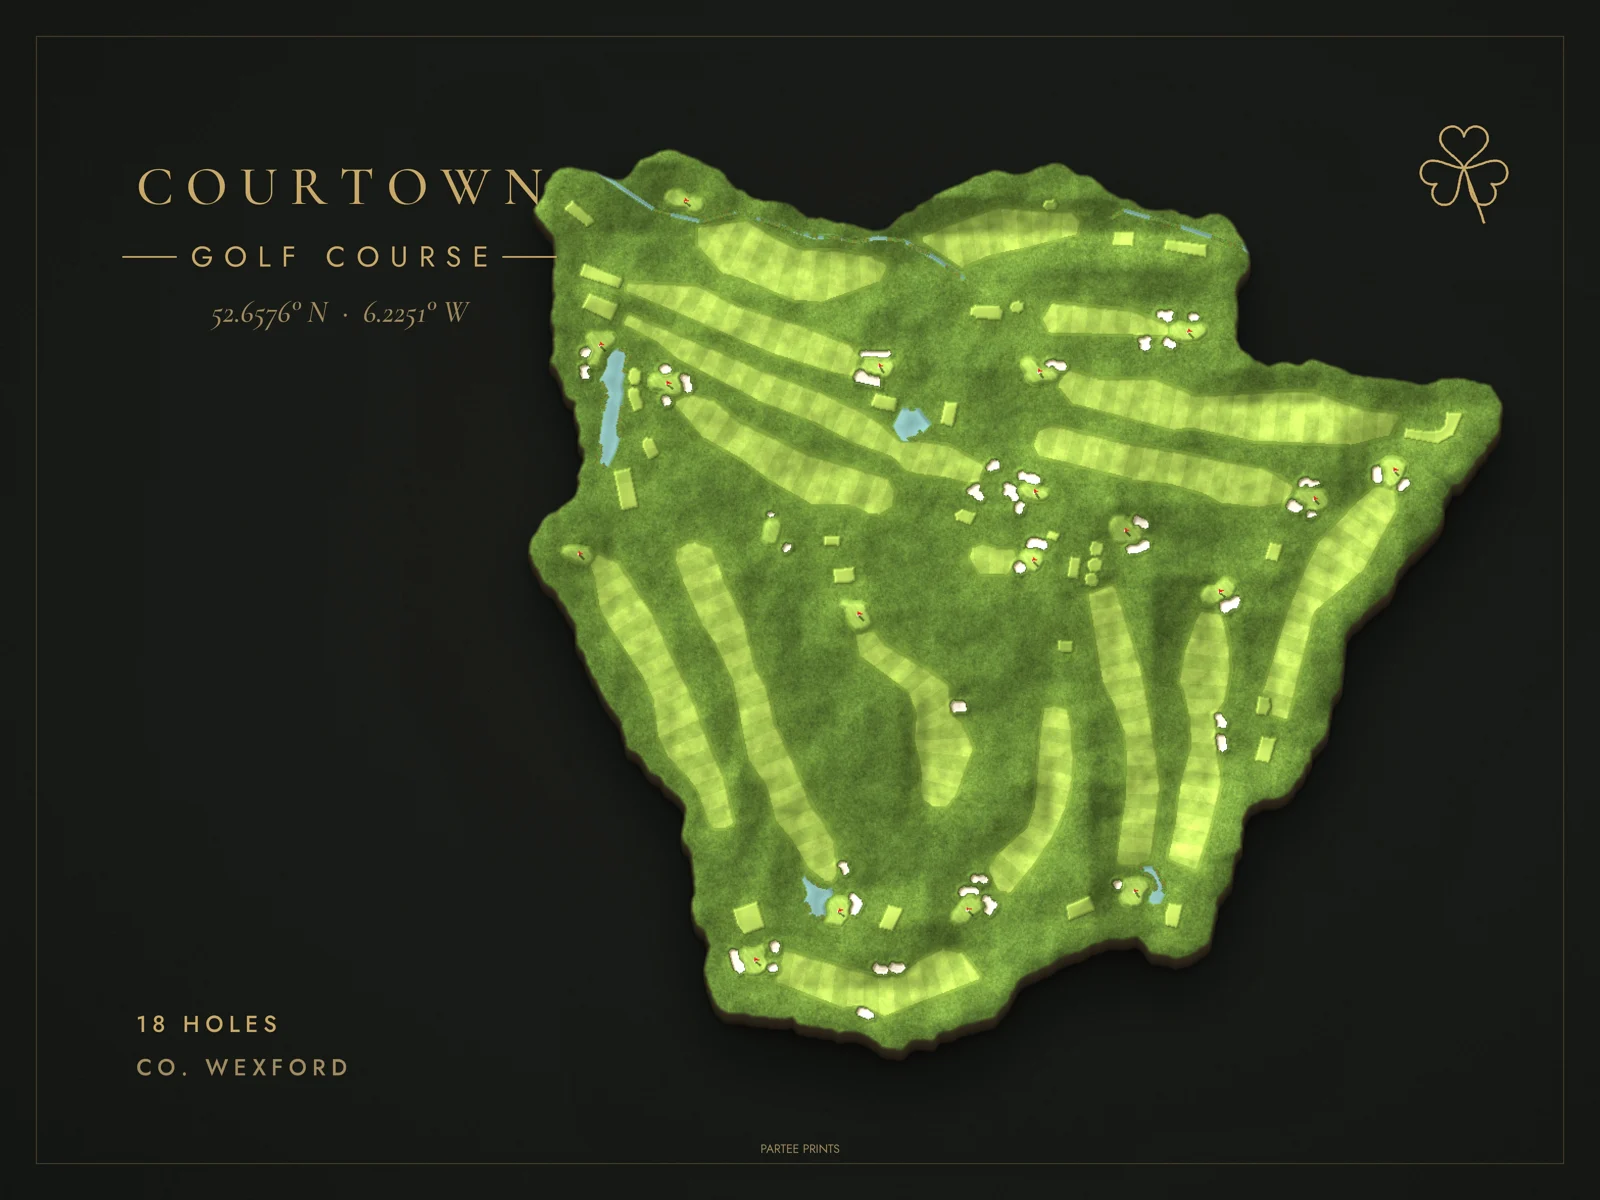 COURTOWN
GOLF COURSE
52.6576° N · 6.2251° W
18 HOLES
CO. WEXFORD
PARTEE PRINTS